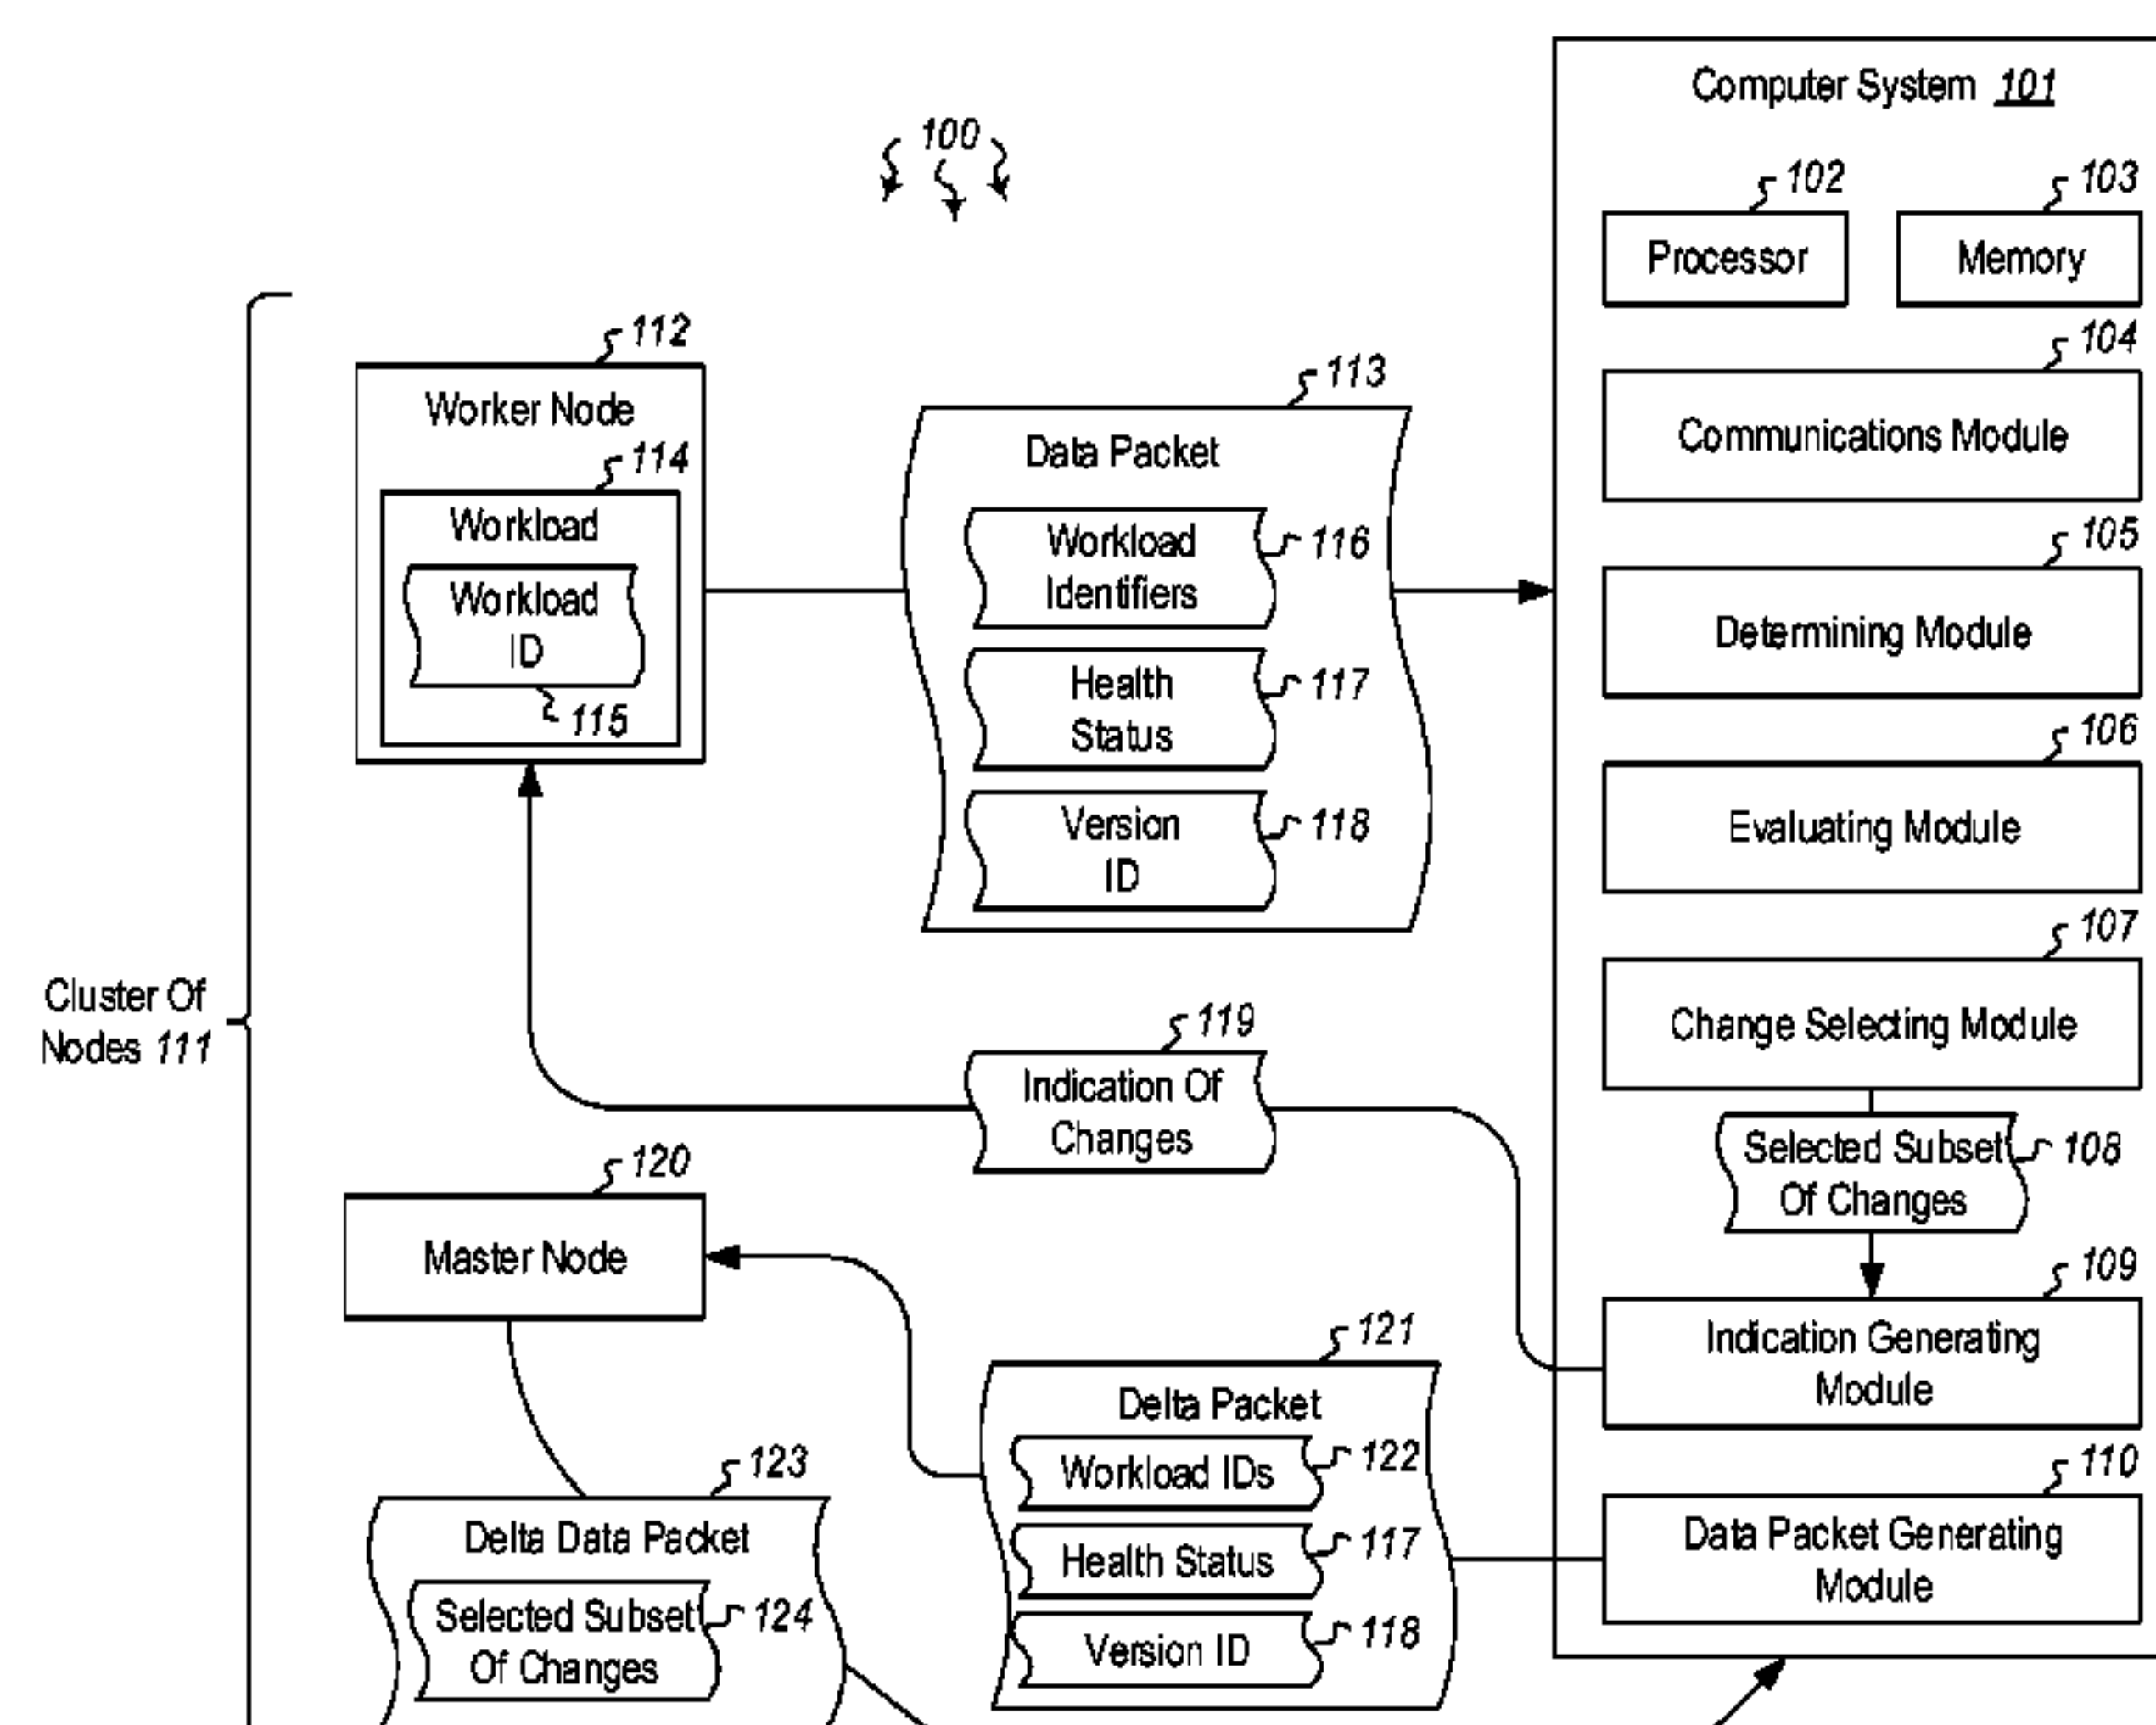 Computer System 101
100
102
103
Processor
Memory
104
Communications Module
105
Determining Module
106
Evaluating Module
107
Change Selecting Module
Selected Subset
Of Changes
108
109
Indication Generating
Module
110
Data Packet Generating
Module
Cluster Of
Nodes 111
112
Worker Node
114
Workload
Workload
ID
115
113
Data Packet
Workload
Identifiers
116
Health
Status
117
Version
ID
118
119
Indication Of
Changes
120
Master Node
121
Delta Packet
Workload IDs
122
Health Status
117
Version ID
118
123
Delta Data Packet
Selected Subset
Of Changes
124